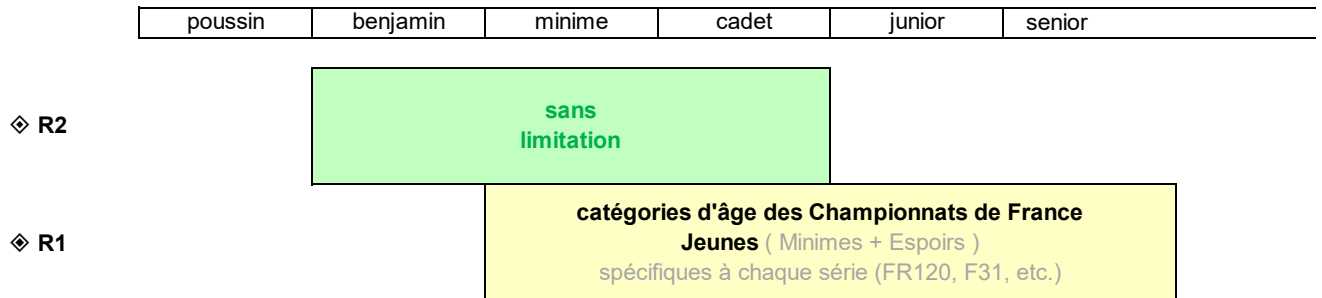 poussin benjamin minime cadet junior senior
◈ R2
sans
limitation
◈ R1
catégories d'âge des Championnats de France
Jeunes ( Minimes + Espoirs )
spécifiques à chaque série (FR120, F31, etc.)